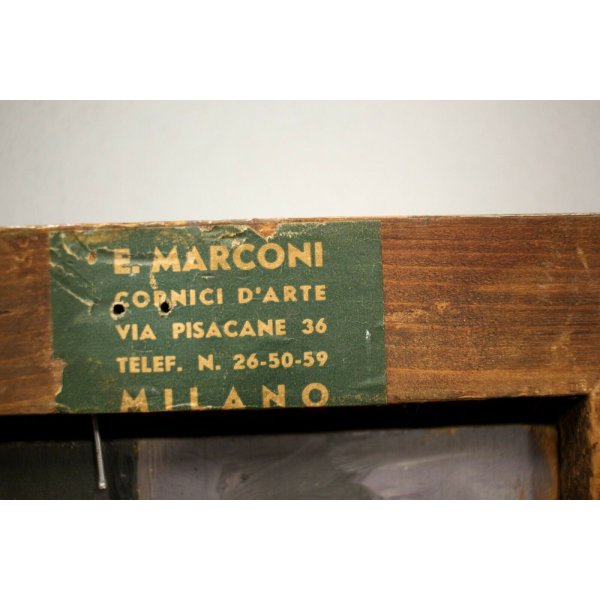 E. MARCONI
CORNICI D'ARTE
VIA PISACANE 36
TELEF. N. 26-50-59
MILANO